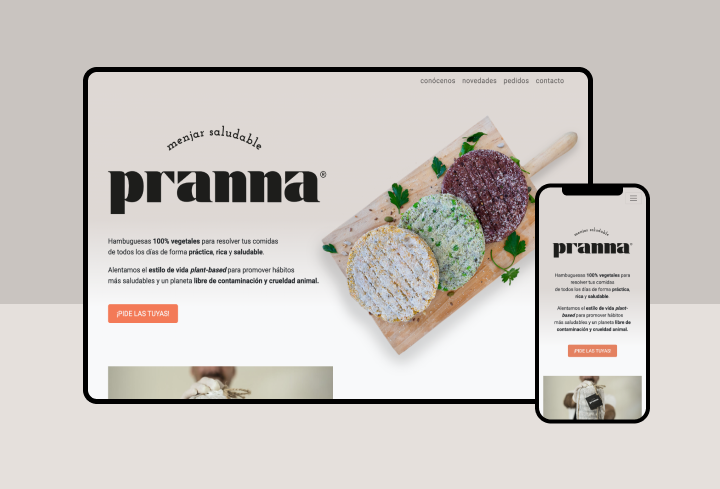 conócenos novedades pedidos contacto
menjar saludable
pranna®
Hamburguesas 100% vegetales para resolver tus comidas
de todos los días de forma práctica, rica y saludable.
Alentamos el estilo de vida plant-based para promover hábitos
más saludables y un planeta libre de contaminación y crueldad animal.
¡PIDE LAS TUYAS!
menjar saludable
pranna®
Hamburguesas 100% vegetales para
resolver tus comidas
de todos los días de forma práctica,
rica y saludable
Alentamos el estilo de vida plant-
based para promover hábitos
más saludables y un planeta libre de
contaminación y crueldad animal.
¡PIDE LAS TUYAS!